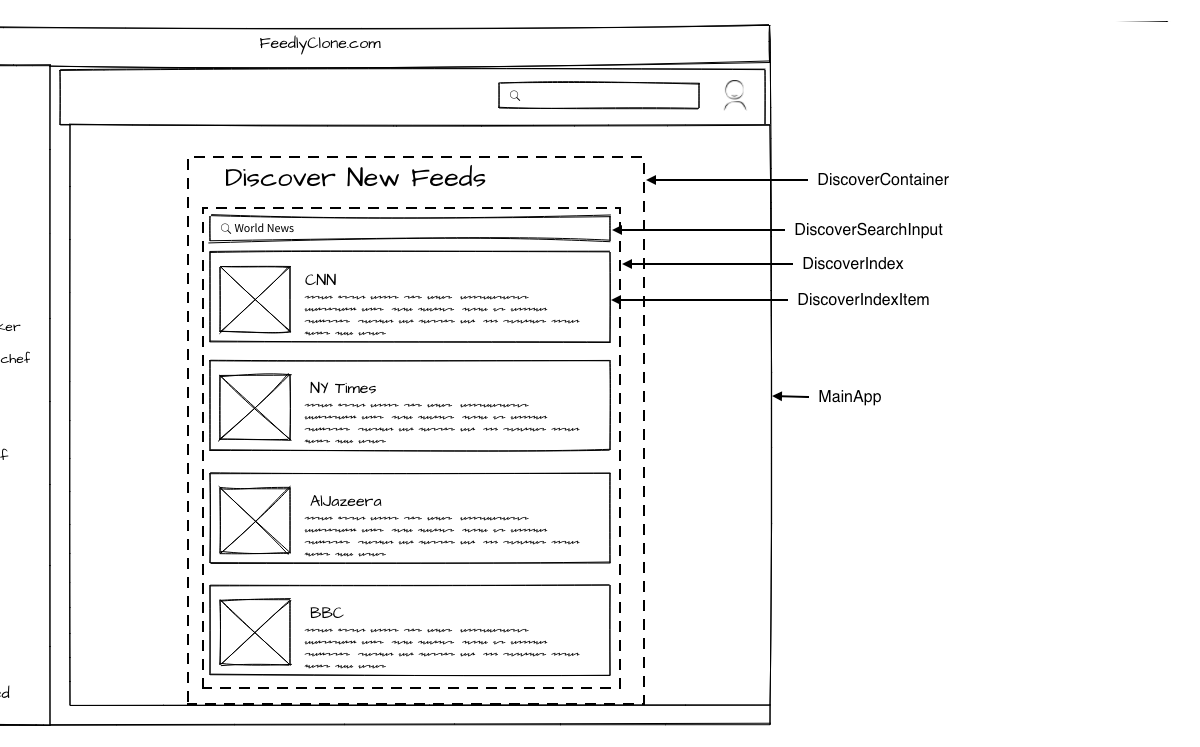 FeedlyClone.com
Discover New Feeds
DiscoverContainer
World News
DiscoverSearchInput
DiscoverIndex
CNN
DiscoverIndexItem
ker
chef
NY Times
MainApp
f
AlJazeera
BBC
ed